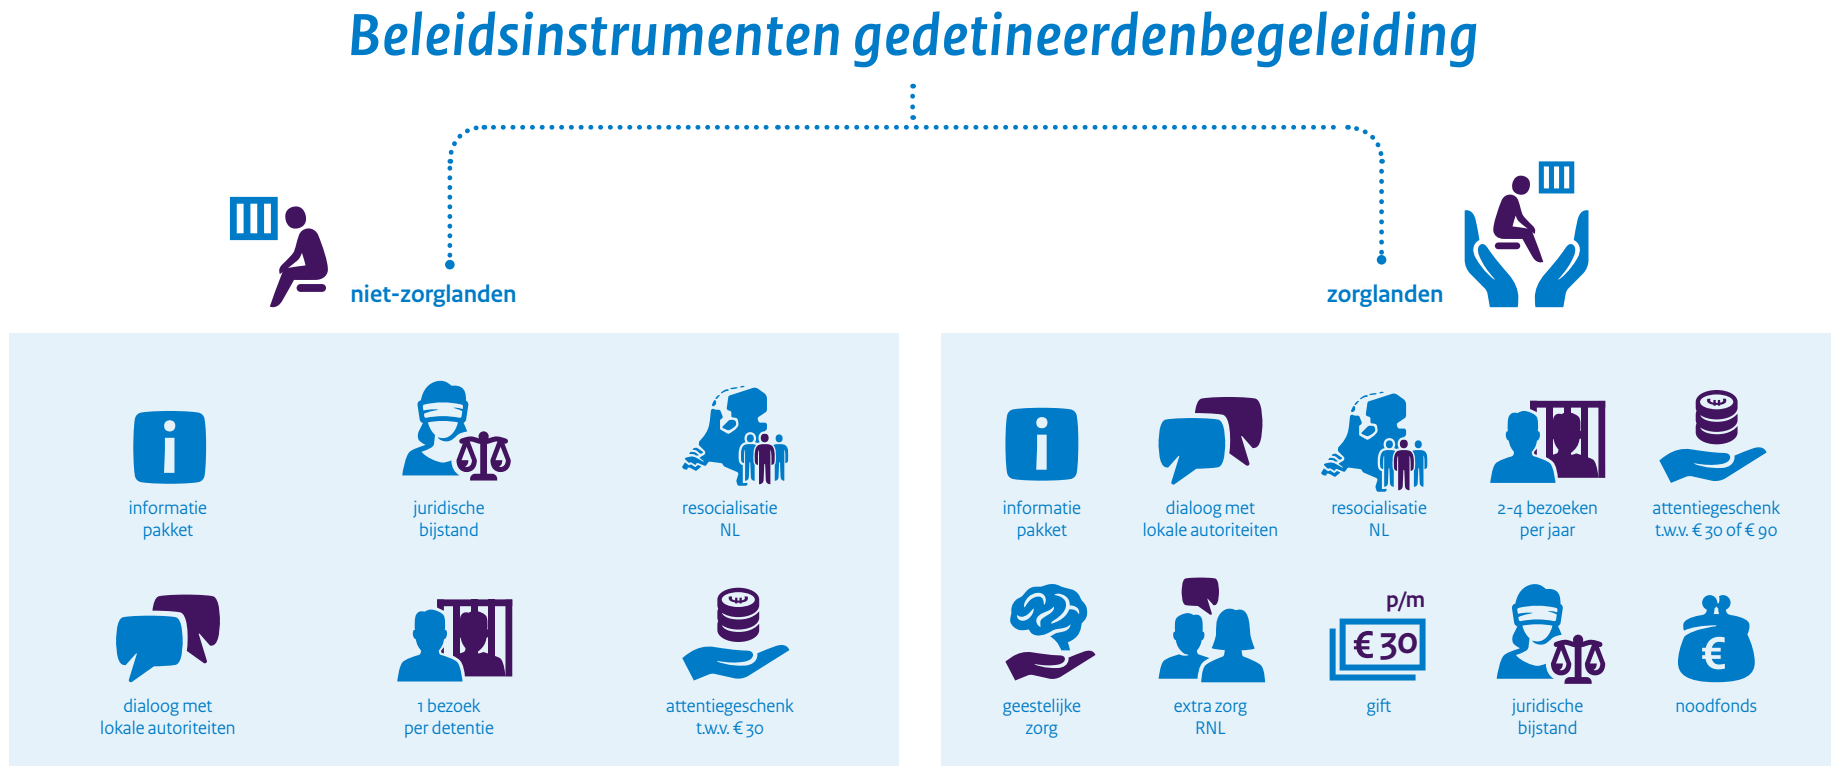 Beleidsinstrumenten gedetineerdenbegeleiding
niet-zorglanden
informatie
pakket
juridische
bijstand
resocialisatie
NL
dialoog met
lokale autoriteiten
1 bezoek
per detentie
attentiegeschenk
t.w.v. € 30
zorglanden
informatie
pakket
dialoog met
lokale autoriteiten
resocialisatie
NL
2-4 bezoeken
per jaar
attentiegeschenk
t.w.v. € 30 of € 90
geestelijke
zorg
extra zorg
RNL
p/m
€ 30
gift
juridische
bijstand
€
noodfonds